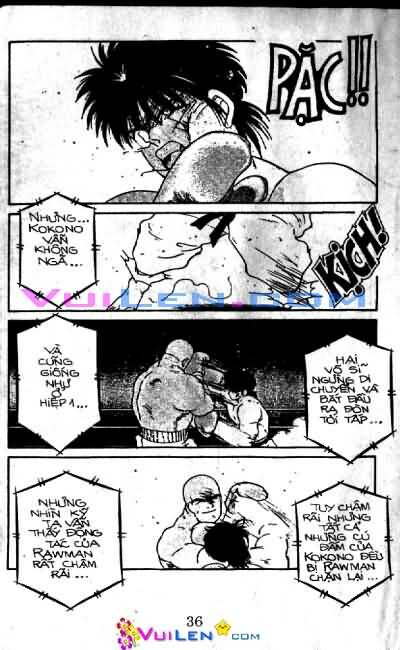 PẶC!!
NHƯNG...
KOKONO
VẪN
KHÔNG
NGÃ...
KỊCH!
VUILEN.COM
HAI
VÕ SĨ
NGƯNG DI
CHUYỂN VÀ
BẮT ĐẦU
RA ĐÒN
TỚI TẤP...
VÀ
CŨNG
GIỐNG
NHƯ
Ở
HIỆP 1...
TUY CHẬM
RÃI NHƯNG
TẤT CẢ
NHỮNG CÚ
ĐẤM CỦA
KOKONO ĐỀU
BỊ RAWMAN
CHẶN LẠI...
NHƯNG
NHÌN KỸ
TA VẪN
THẤY ĐỘNG
TÁC CỦA
RAWMAN
RẤT CHẬM
RÃI...
36
VUILEN.COM